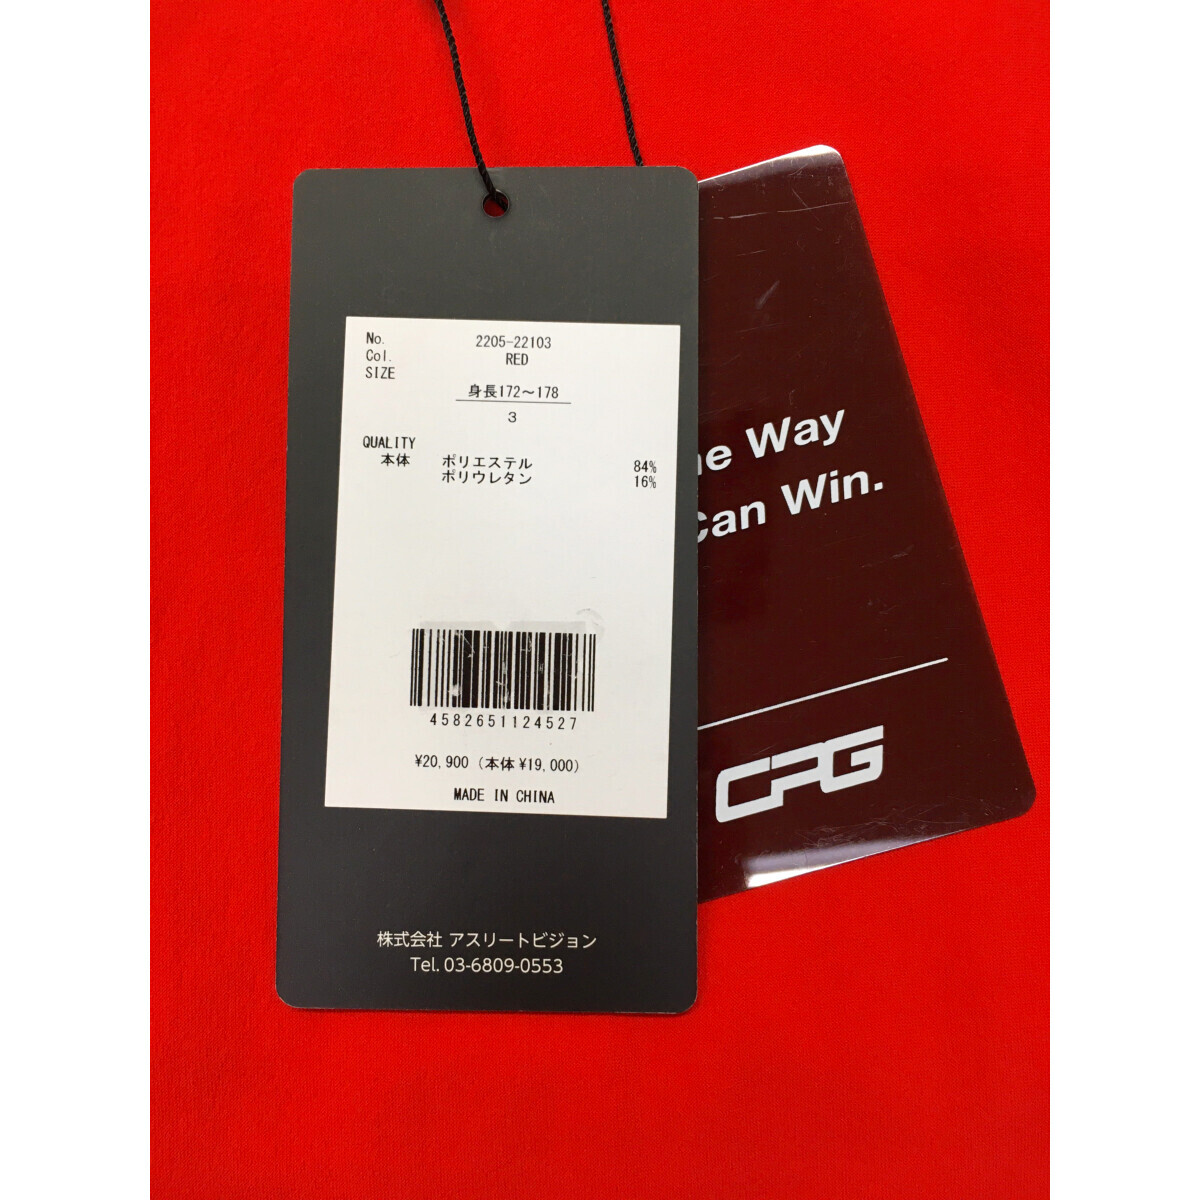 No. 2205-22103
Col. RED
SIZE
身長172～178
3
QUALITY
本体 ポリエステル 84%
ポリウレタン 16%
4582651124527
¥20,900 (本体 ¥19,000)
MADE IN CHINA
株式会社 アスリートビジョン
Tel. 03-6809-0553
Way
Can Win.
CPG